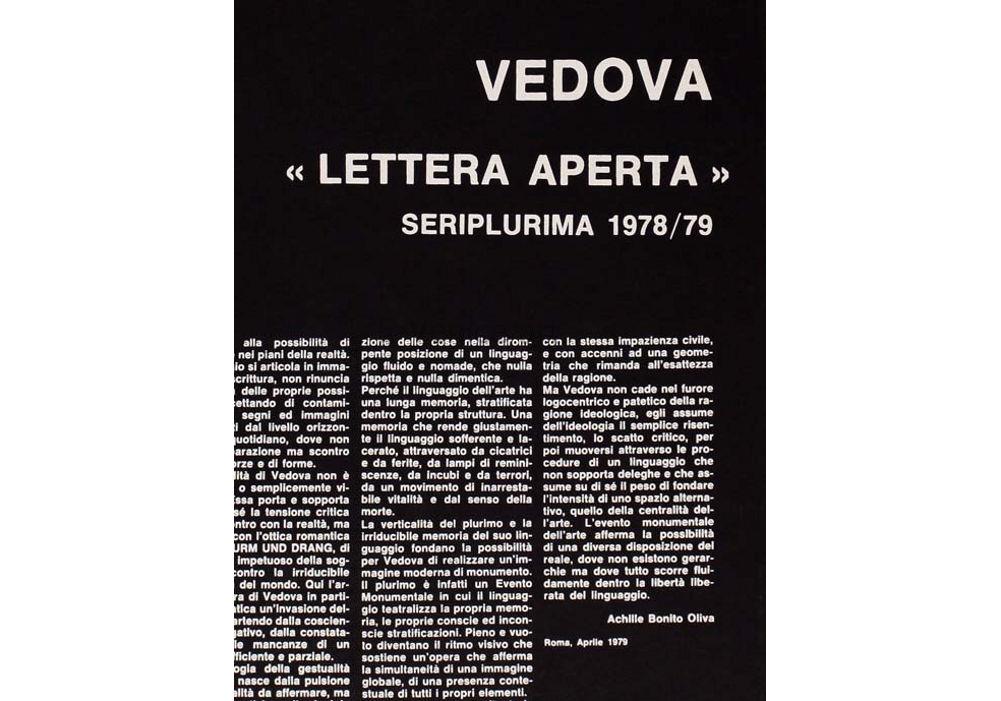 VEDOVA
« LETTERA APERTA »
SERIPLURIMA 1978/79
alla possibilità di
nei piani della realtà.
si articola in imma-
non rinuncia
delle proprie possi-
di contami-
segni ed immagini
dal livello orizzon-
dove non
ma scontro
e di forme.
di Vedova non è
o semplicemente vi-
porta e sopporta
sé la tensione critica
con la realtà, ma
con l'ottica romantica
UND DRANG, di
impetuoso della sog-
la irriducibile
del mondo. Qui l'ar-
di Vedova in parti-
un'invasione del-
dalla coscien-
dalla constata-
mancanze di un
e parziale.
della gestualità
nasce dalla pulsione
da affermare, ma
zione delle cose nella dirom-
pente posizione di un linguag-
gio fluido e nomade, che nulla
rispetta e nulla dimentica.
Perché il linguaggio dell'arte ha
una lunga memoria, stratificata
dentro la propria struttura. Una
memoria che rende giustamen-
te il linguaggio sofferente e la-
cerato, attraversato da cicatrici
e da ferite, da lampi di remini-
scenze, da incubi e da terrori,
da un movimento di inarresta-
bile vitalità e dal senso della
morte.
La verticalità del plurimo e la
irriducibile memoria del suo lin-
guaggio fondano la possibilità
per Vedova di realizzare un'im-
magine moderna di monumento.
Il plurimo è infatti un Evento
Monumentale in cui il linguag-
gio teatralizza la propria memo-
ria, le proprie conscie ed incon-
scie stratificazioni. Pieno e vuo-
to diventano il ritmo visivo che
sostiene un'opera che afferma
la simultaneità di una immagine
globale, di una presenza conte-
stuale di tutti i propri elementi.
con la stessa impazienza civile,
e con accenni ad una geome-
tria che rimanda all'esattezza
della ragione.
Ma Vedova non cade nel furore
logocentrico e patetico della ra-
gione ideologica, egli assume
dell'ideologia il semplice risen-
timento, lo scatto critico, per
poi muoversi attraverso le pro-
cedure di un linguaggio che
non sopporta deleghe e che as-
sume su di sé il peso di fondare
l'intensità di uno spazio alterna-
tivo, quello della centralità del-
l'arte. L'evento monumentale
dell'arte afferma la possibilità
di una diversa disposizione del
reale, dove non esistono gerar-
chie ma dove tutto scorre flui-
damente dentro la libertà libe-
rata del linguaggio.
Achille Bonito Oliva
Roma, Aprile 1979